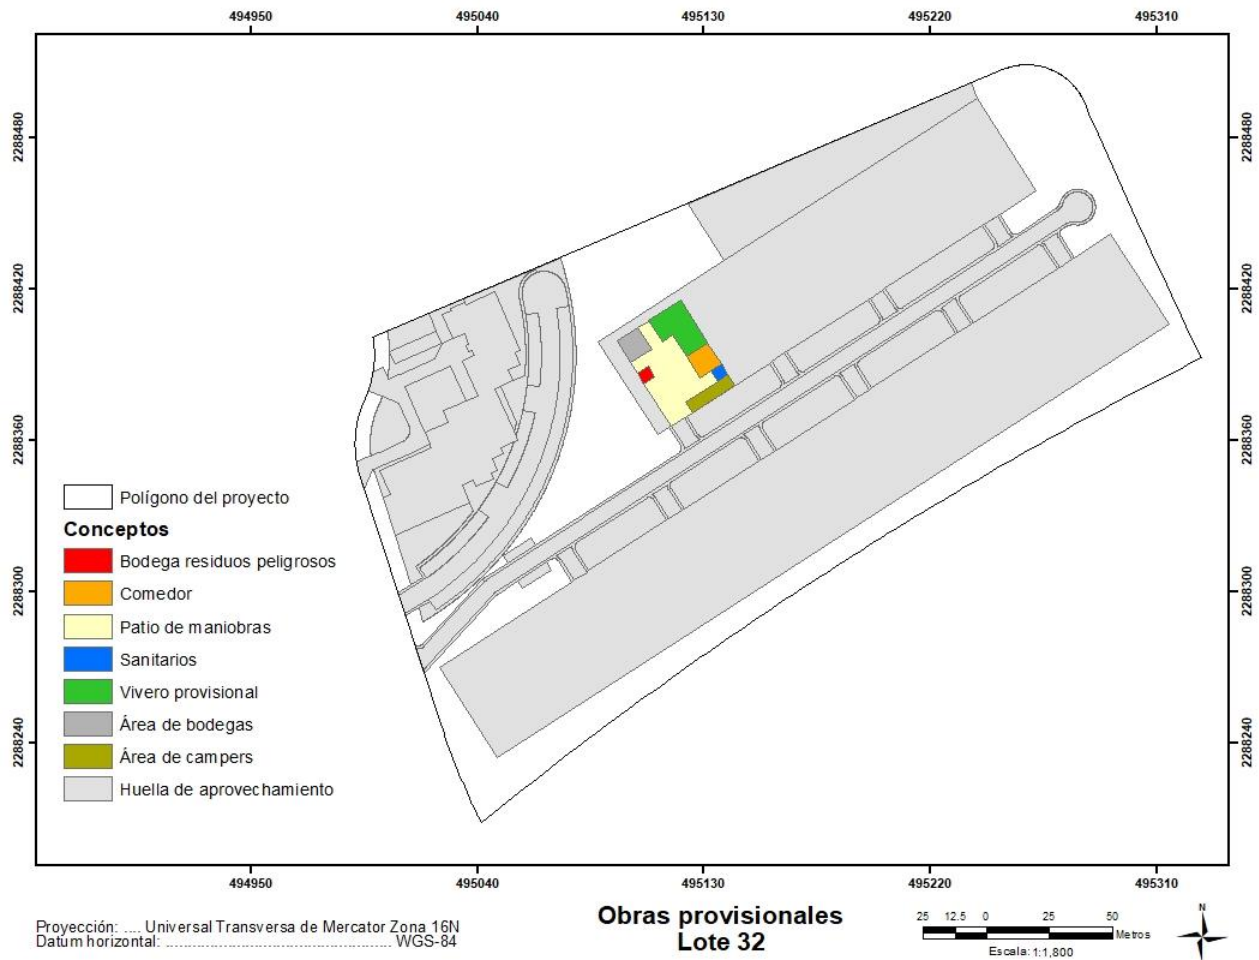 494950 495040 495130 495220 495310
2288480 2288480
2288420 2288420
2288360 2288360
2288300 2288300
2288240 2288240
Polígono del proyecto
Conceptos
Bodega residuos peligrosos
Comedor
Patio de maniobras
Sanitarios
Vivero provisional
Área de bodegas
Área de campers
Huella de aprovechamiento
494950 495040 495130 495220 495310
Proyección: .... Universal Transversa de Mercator Zona 16N
Datum horizontal: ................................................ WGS-84
Obras provisionales
Lote 32
25 12.5 0 25 50
Metros
Escala: 1:1,800
N